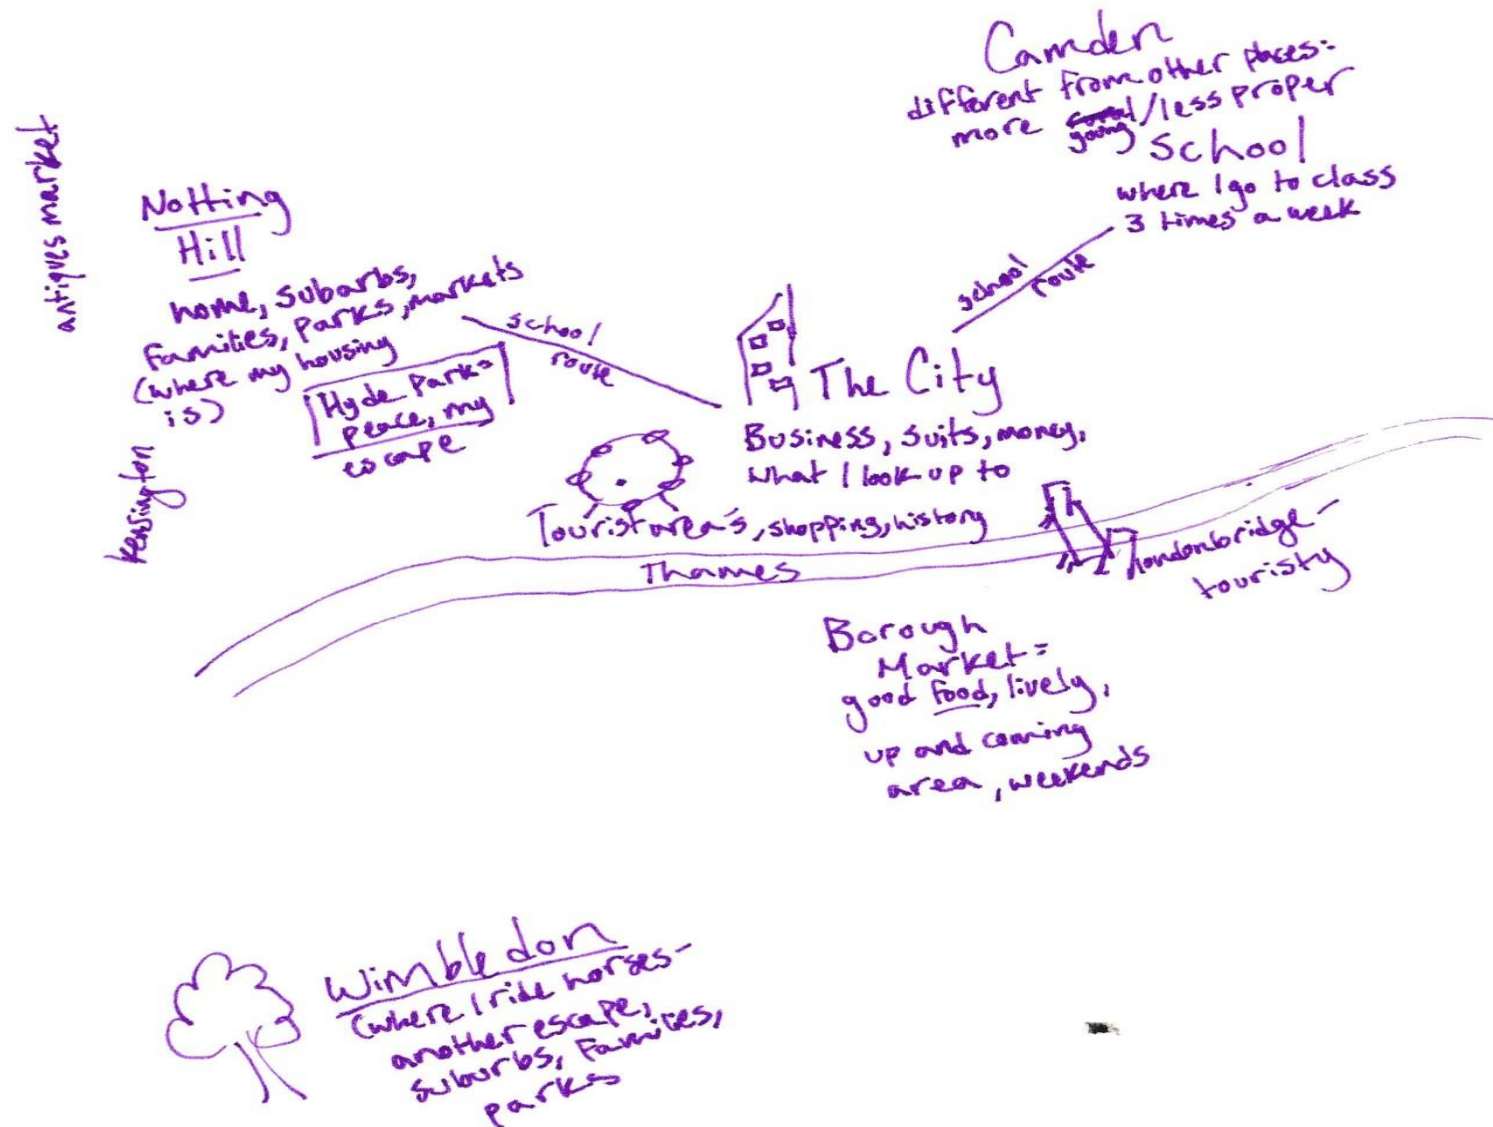 Camden
different from other places:
more young/less proper
School
where I go to class
3 times a week
school
route
antiques market
Notting
Hill
home, subarbs,
families, parks, markets
(where my housing
is)
Hyde Park=
peace, my
escape
school
route
The City
Business, suits, money,
what I look up to
Kensington
Tourist area's, shopping, history
Thames
londonbridge-
touristy
Borough
Market=
good food, lively,
up and coming
area, weekends
Wimbledon
(where I ride horses-
another escape,
suburbs, families,
parks